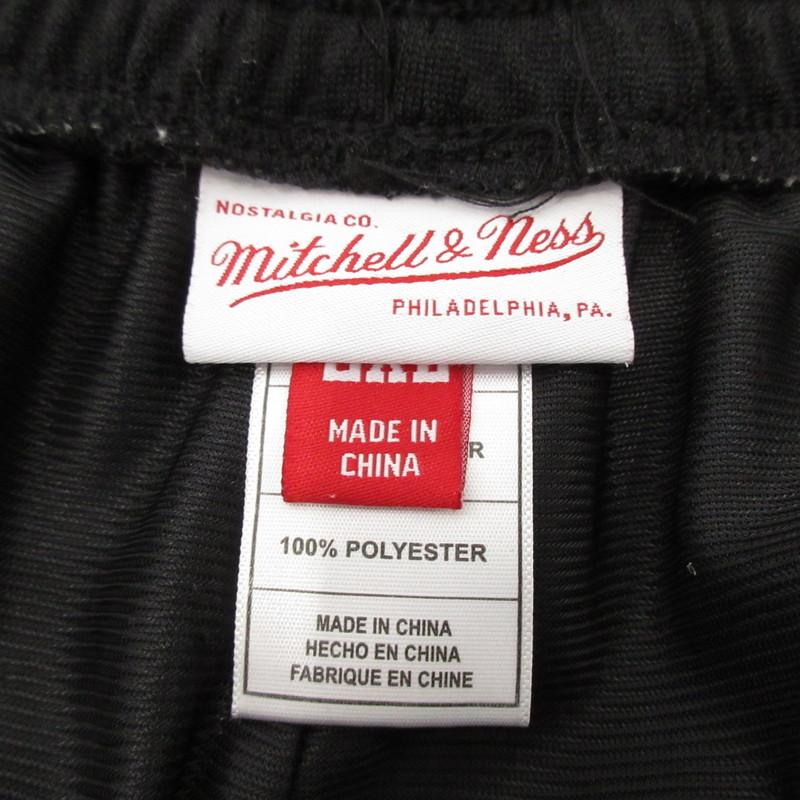 NOSTALGIA CO.
Mitchell & Ness
PHILADELPHIA, PA.
MADE IN
CHINA
R
100% POLYESTER
MADE IN CHINA
HECHO EN CHINA
FABRIQUE EN CHINE